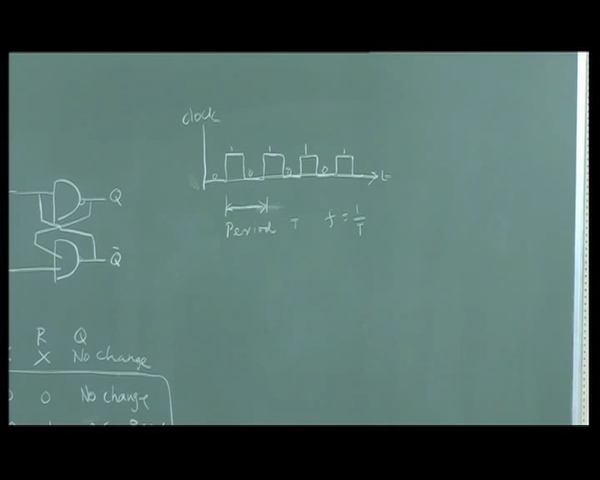 clock
1 1 1 1
0 0 0 0 t
Period T f = 1/T
Q
Q̄
R Q
X No change
0 No change